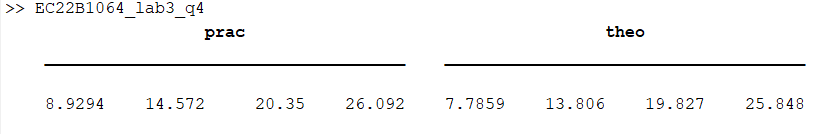 >> EC22B1064_lab3_q4
prac theo
8.9294 14.572 20.35 26.092 7.7859 13.806 19.827 25.848